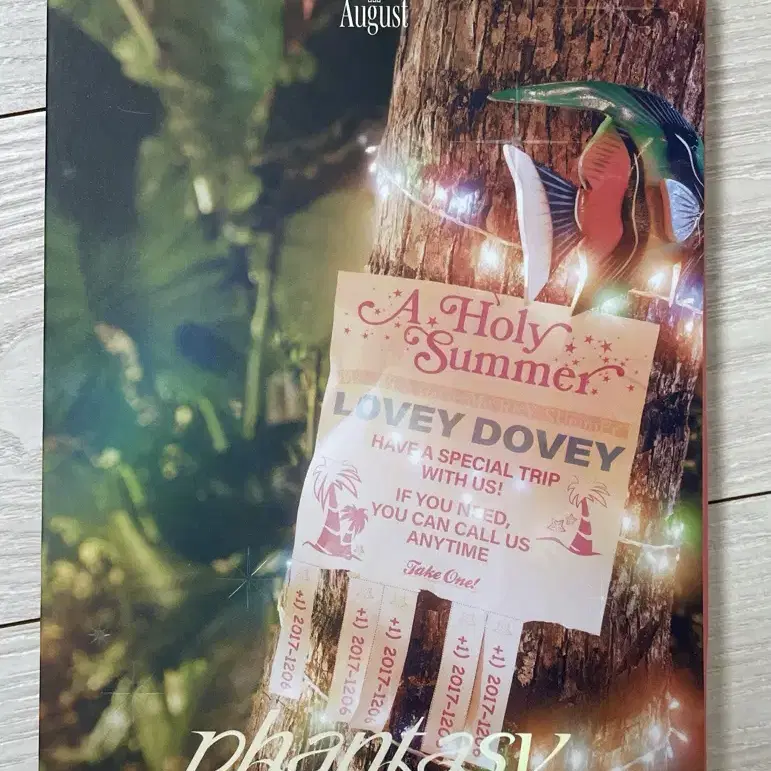 August
A Holy
Summer
LOVEY DOVEY
HAVE A SPECIAL TRIP
WITH US!
IF YOU NEED,
YOU CAN CALL US
ANYTIME
Take One!
+1) 2017-1206
+1) 2017-1206
+1) 2017-1206
+1) 2017-120
+1) 2017-1206
phantasy